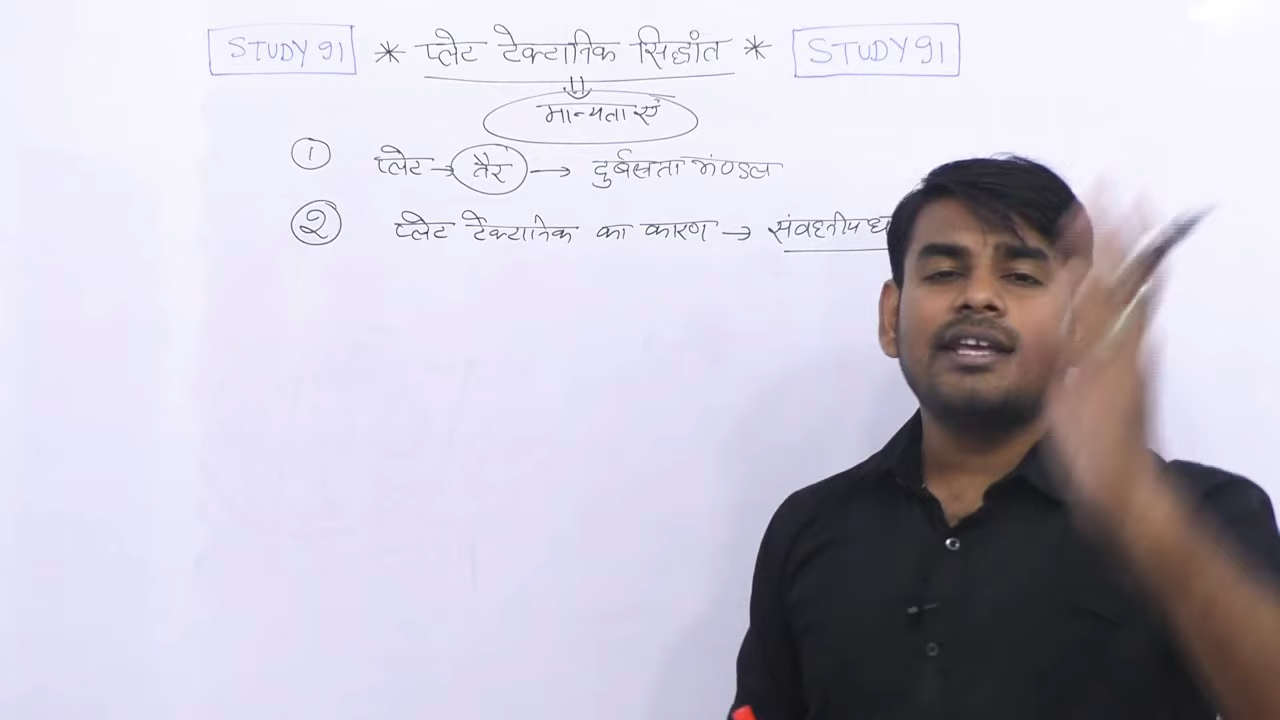 STUDY 91 * प्लेट टेक्टानिक सिद्धांत * STUDY 91
मान्यताएं
① प्लेट → तैर → दुर्बलता मंण्डल
② प्लेट टेक्टानिक का कारण → संवहनीय